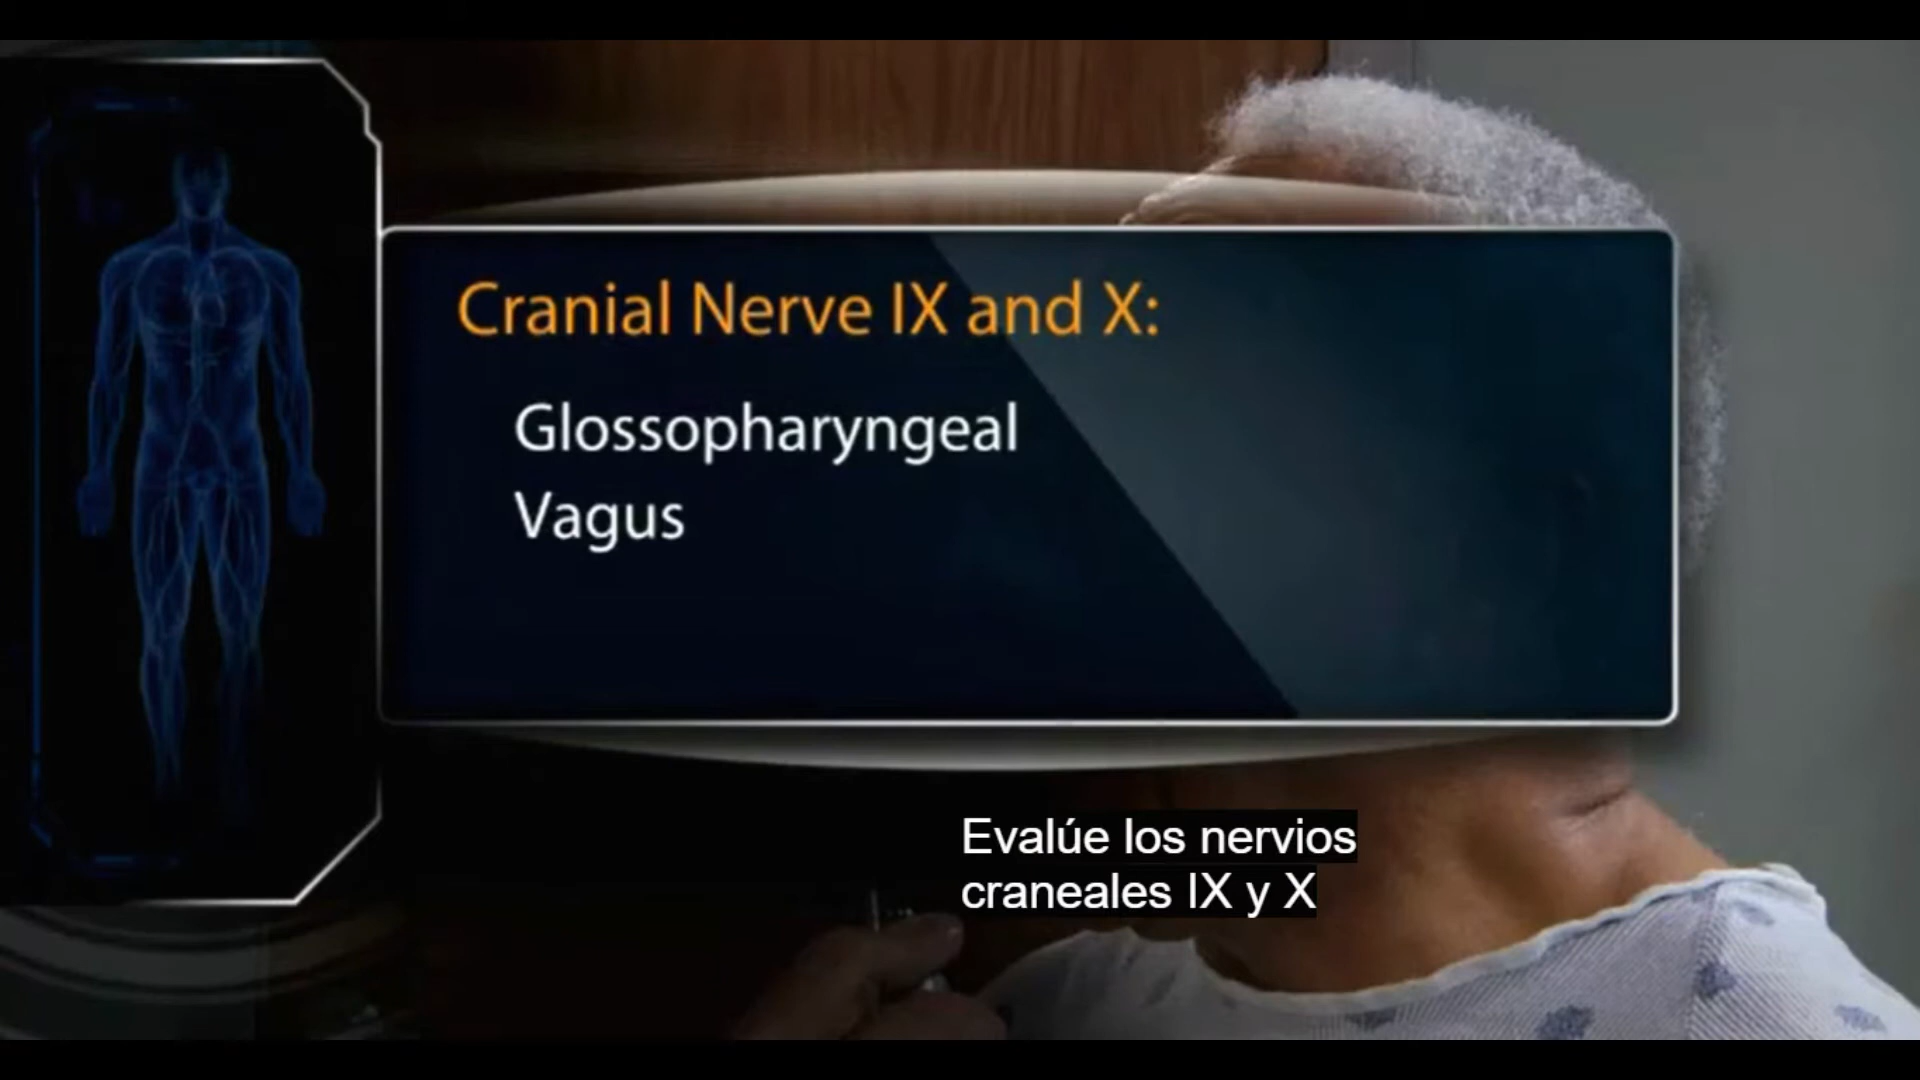 Cranial Nerve IX and X:
Glossopharyngeal
Vagus
Evalúe los nervios
craneales IX y X